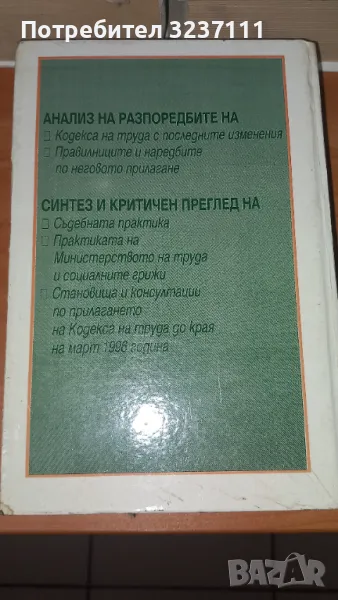 Потребител 3237111
АНАЛИЗ НА РАЗПОРЕДБИТЕ НА
Кодекса на труда с последните изменения
Правилниците и наредбите
по неговото прилагане
СИНТЕЗ И КРИТИЧЕН ПРЕГЛЕД НА
Съдебната практика
Практиката на
Министерството на труда
и социалните грижи
Становища и консултации
по прилагането
на Кодекса на труда до края
на март 1996 година
BAZAR